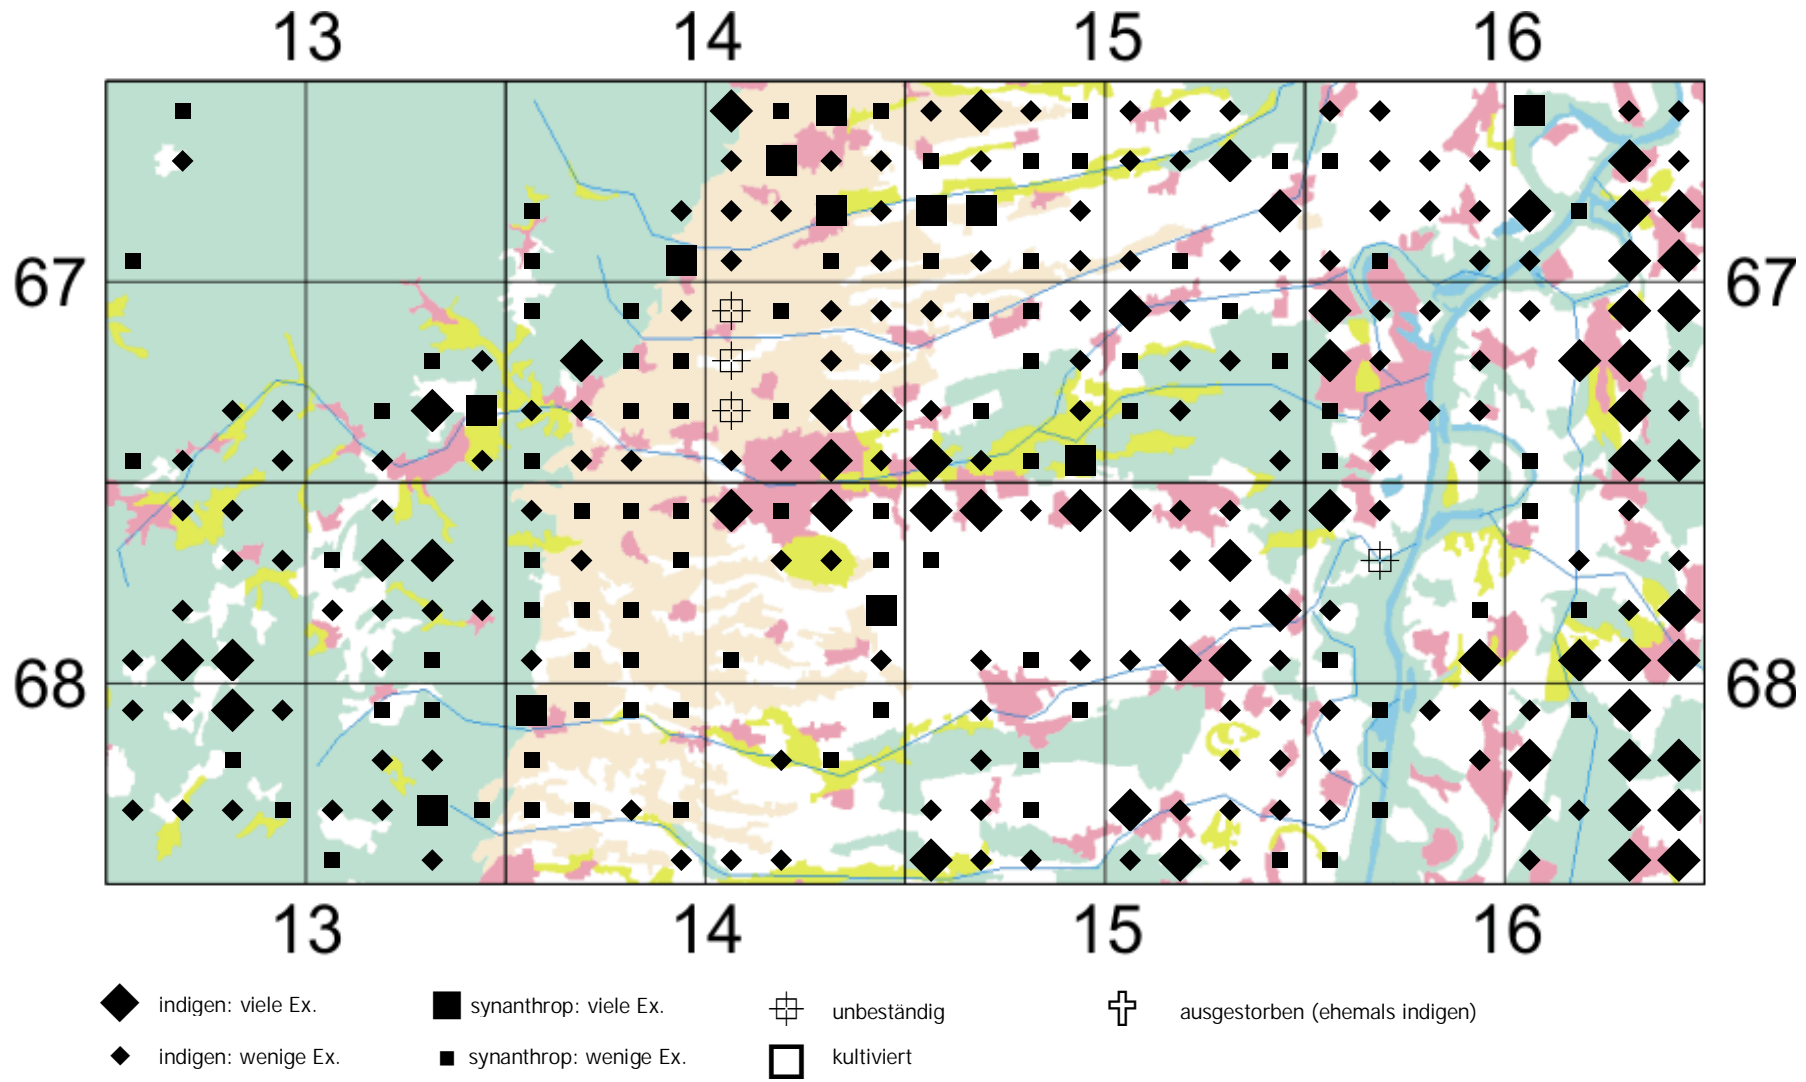 13 14 15 16
67 67
68 68
13 14 15 16
indigen: viele Ex. synanthrop: viele Ex. unbeständig ausgestorben (ehemals indigen)
indigen: wenige Ex. synanthrop: wenige Ex. kultiviert